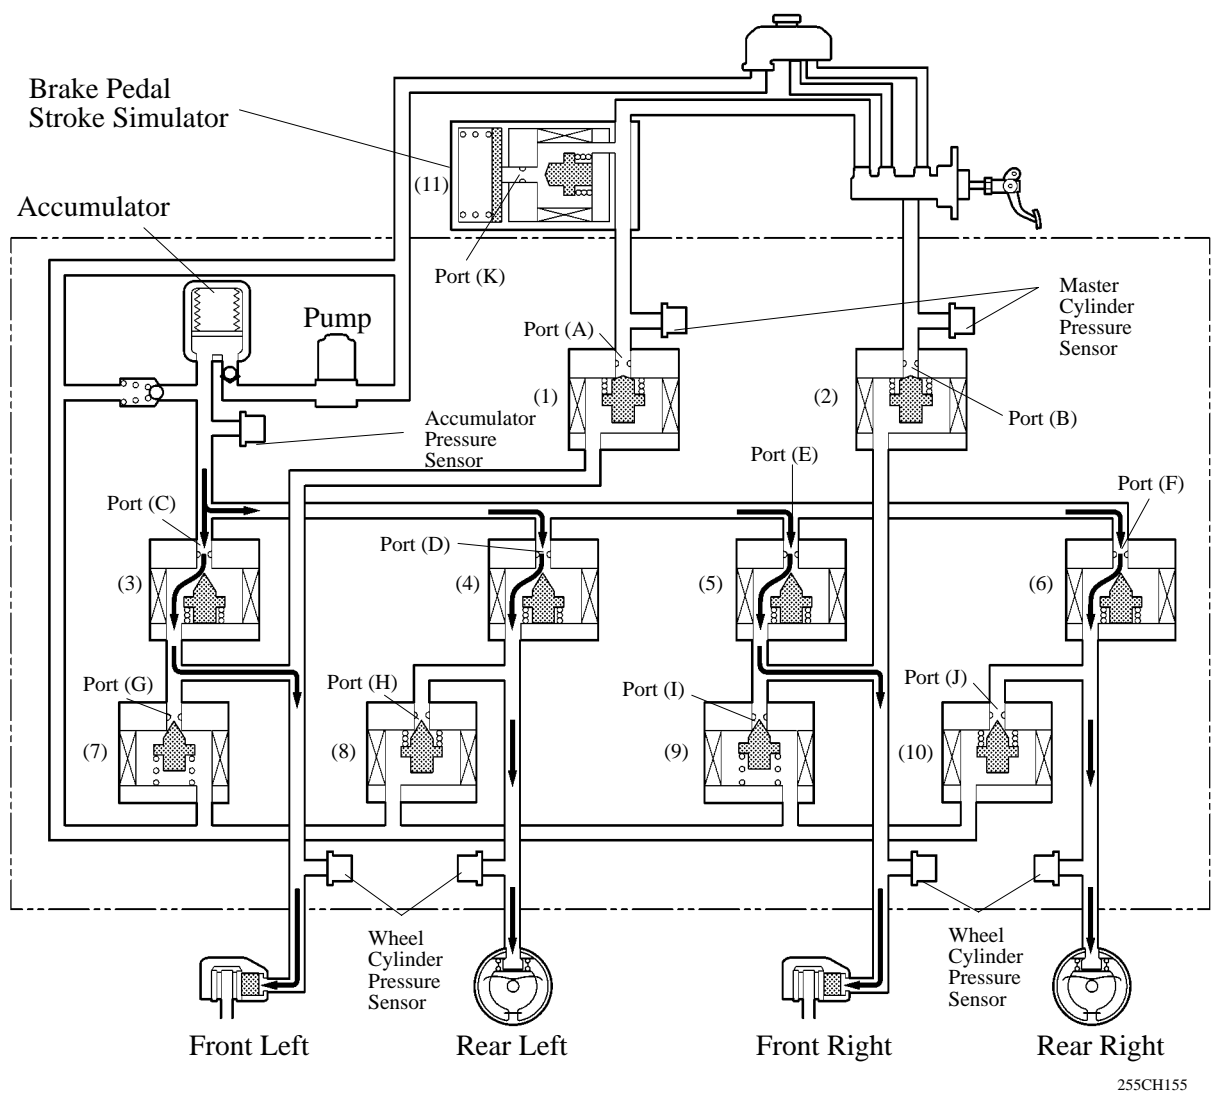 Brake Pedal
Stroke Simulator
(11)
Accumulator
Port (K)
Pump
Port (A)
Master
Cylinder
Pressure
Sensor
(1)
(2)
Port (B)
Accumulator
Pressure
Sensor
Port (E)
Port (F)
Port (C)
Port (D)
(3)
(4)
(5)
(6)
Port (G)
Port (H)
Port (I)
Port (J)
(7)
(8)
(9)
(10)
Wheel
Cylinder
Pressure
Sensor
Wheel
Cylinder
Pressure
Sensor
Front Left
Rear Left
Front Right
Rear Right
255CH155